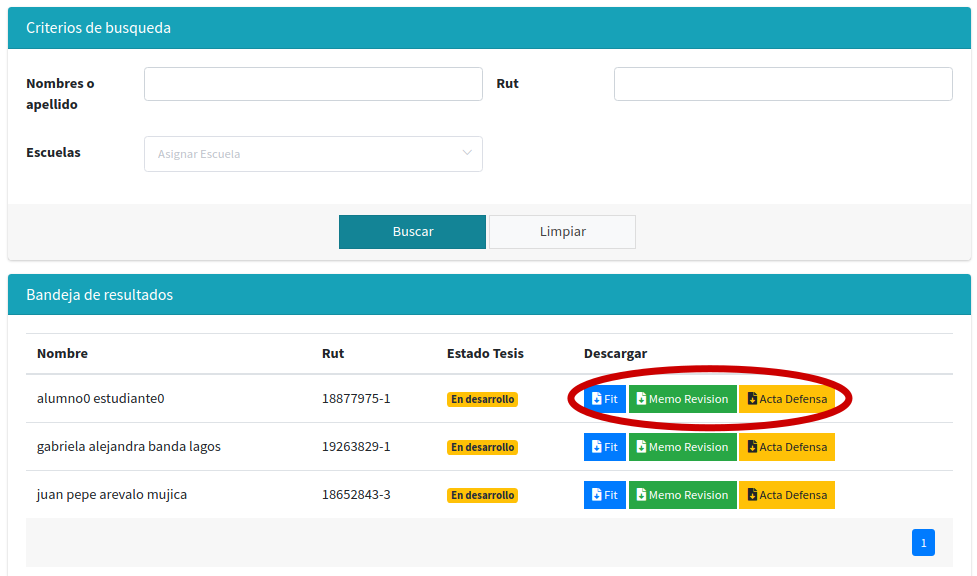 Criterios de busqueda
Nombres o apellido
Rut
Escuelas
Asignar Escuela
Buscar
Limpiar
Bandeja de resultados
Nombre Rut Estado Tesis Descargar
alumno0 estudiante0 18877975-1 En desarrollo Fit Memo Revision Acta Defensa
gabriela alejandra banda lagos 19263829-1 En desarrollo Fit Memo Revision Acta Defensa
juan pepe arevalo mujica 18652843-3 En desarrollo Fit Memo Revision Acta Defensa
1